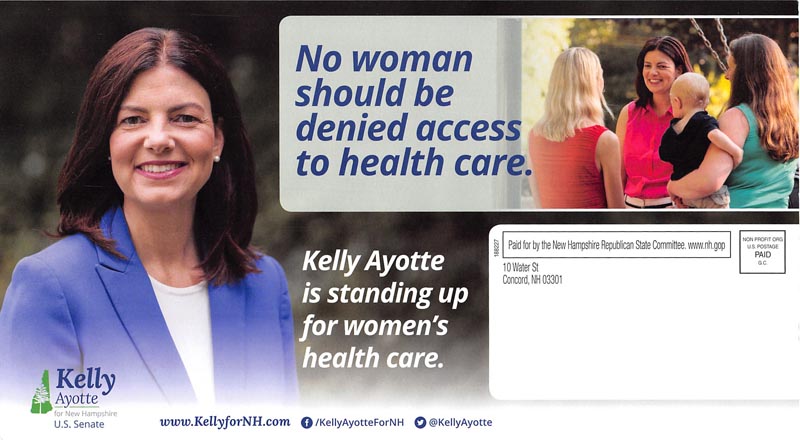 No woman
should be
denied access
to health care.
Kelly Ayotte
is standing up
for women's
health care.
188227
Paid for by the New Hampshire Republican State Committee. www.nh.gop
10 Water St
Concord, NH 03301
NON PROFIT ORG
U.S. POSTAGE
PAID
G.C.
Kelly
Ayotte
for New Hampshire
U.S. Senate
www.KellyforNH.com
/KellyAyotteForNH
@KellyAyotte